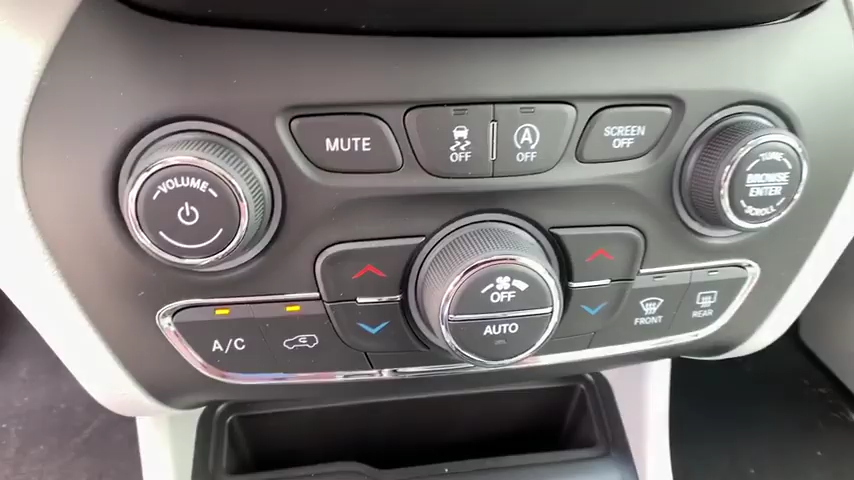 MUTE
OFF
A
OFF
SCREEN
OFF
VOLUME
TUNE
BROWSE
ENTER
SCROLL
OFF
AUTO
A/C
FRONT
REAR